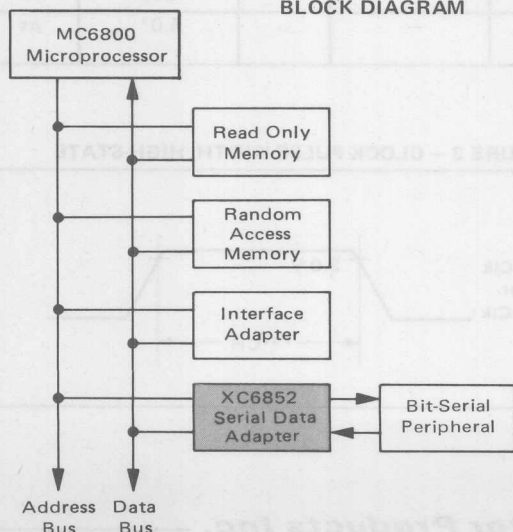 BLOCK DIAGRAM
MC6800
Microprocessor
Read Only
Memory
Random
Access
Memory
Interface
Adapter
XC6852
Serial Data
Adapter
Bit-Serial
Peripheral
Address
Bus
Data
Bus